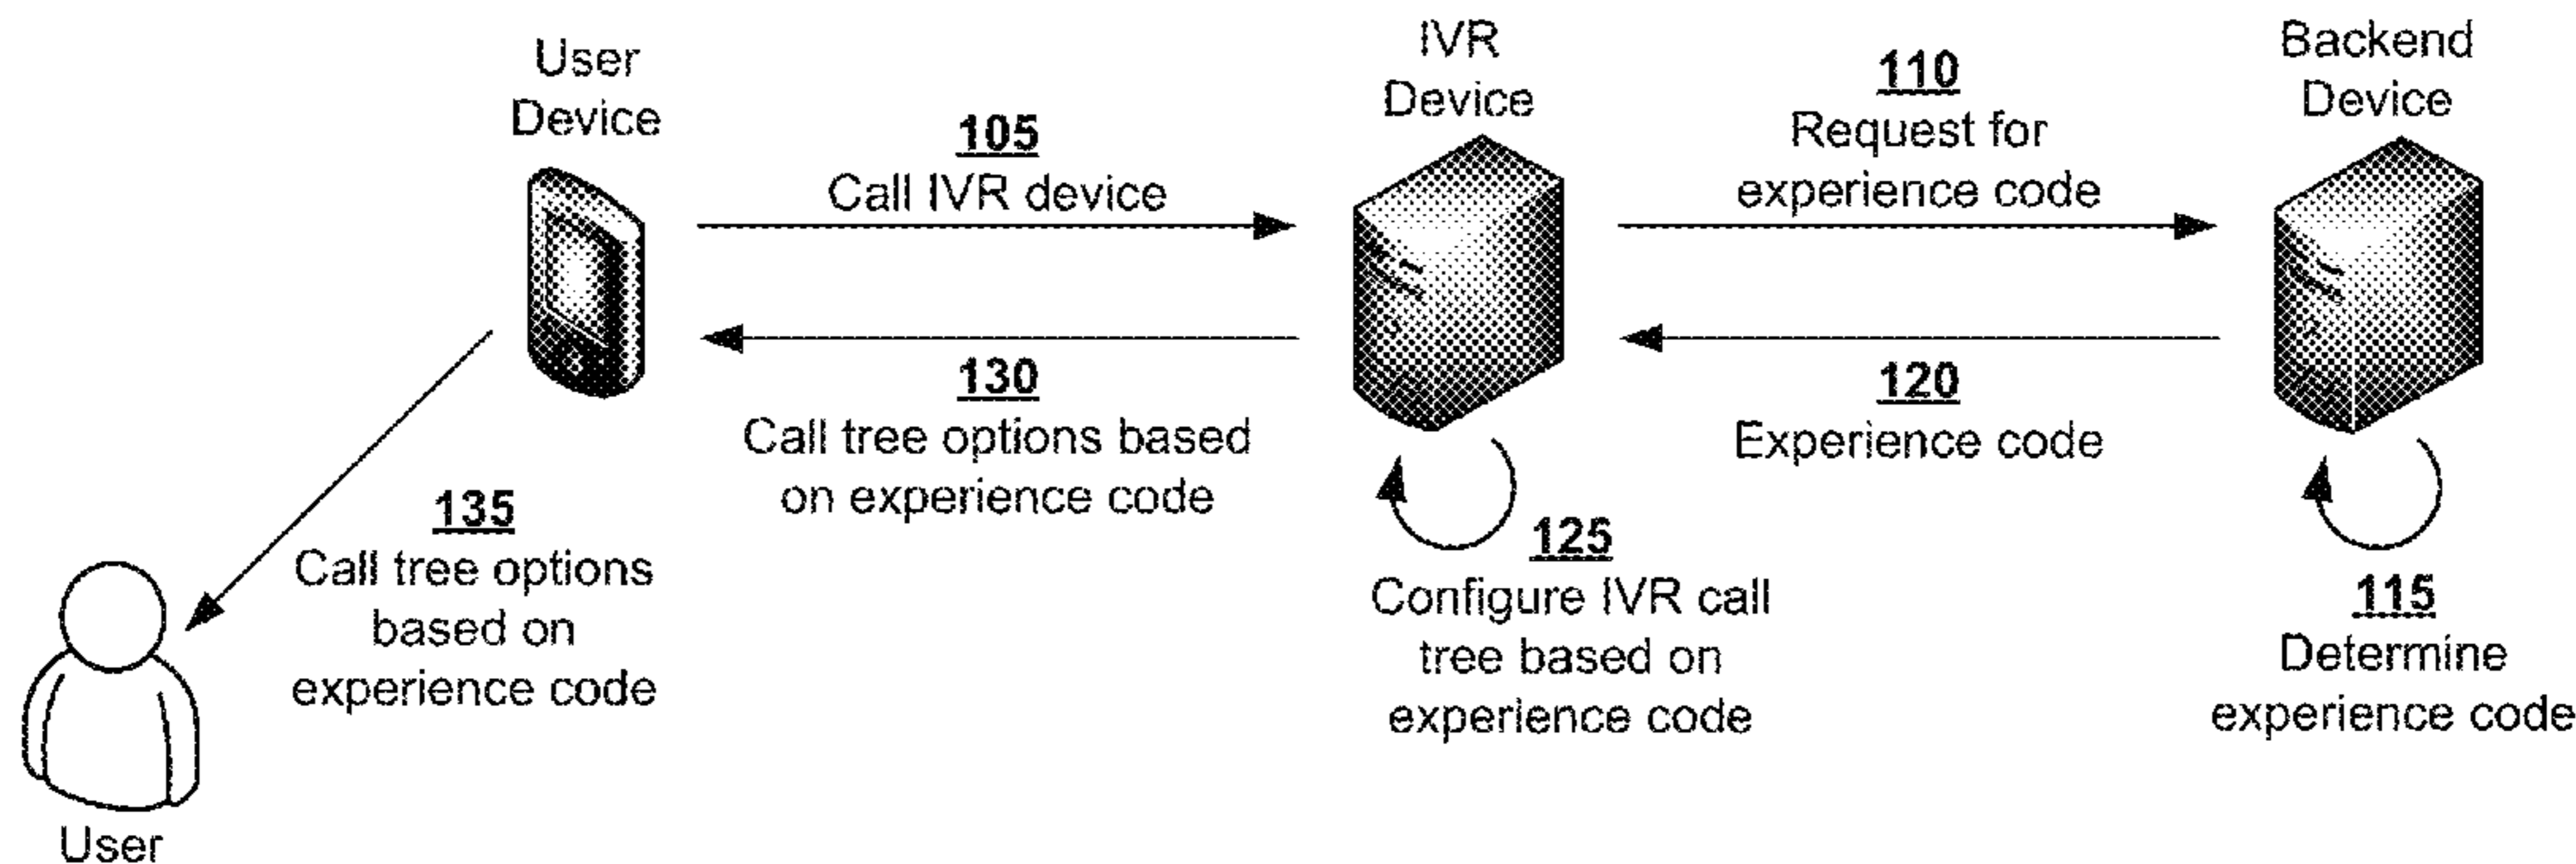 User
Device
105
Call IVR device
IVR
Device
110
Request for
experience code
Backend
Device
130
Call tree options based
on experience code
120
Experience code
135
Call tree options
based on
experience code
125
Configure IVR call
tree based on
experience code
115
Determine
experience code
User